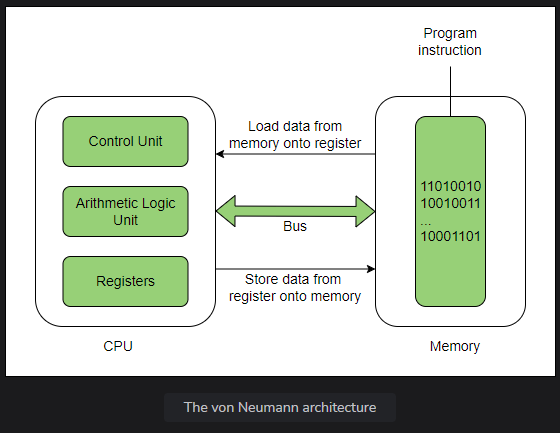 Program
instruction
Control Unit
Load data from
memory onto register
Arithmetic Logic
Unit
Bus
11010010
10010011
...
10001101
Registers
Store data from
register onto memory
CPU
Memory
The von Neumann architecture